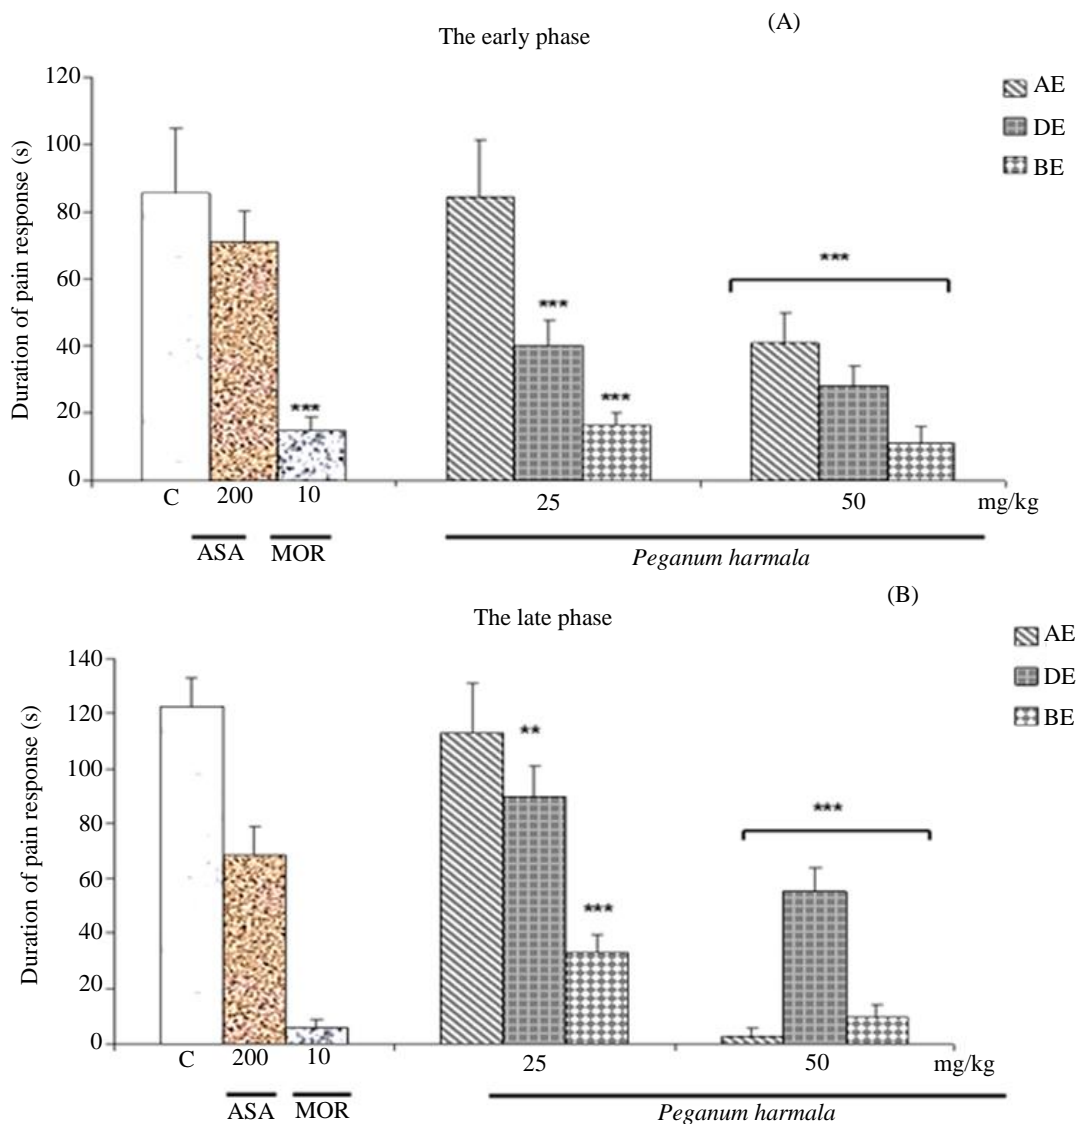 (A)
The early phase
120
100
80
60
40
20
0
Duration of pain response (s)
AE
DE
BE
***
***
***
***
C 200 10 25 50 mg/kg
ASA MOR Peganum harmala
(B)
The late phase
140
120
100
80
60
40
20
0
Duration of pain response (s)
AE
DE
BE
**
***
***
C 200 10 25 50 mg/kg
ASA MOR Peganum harmala